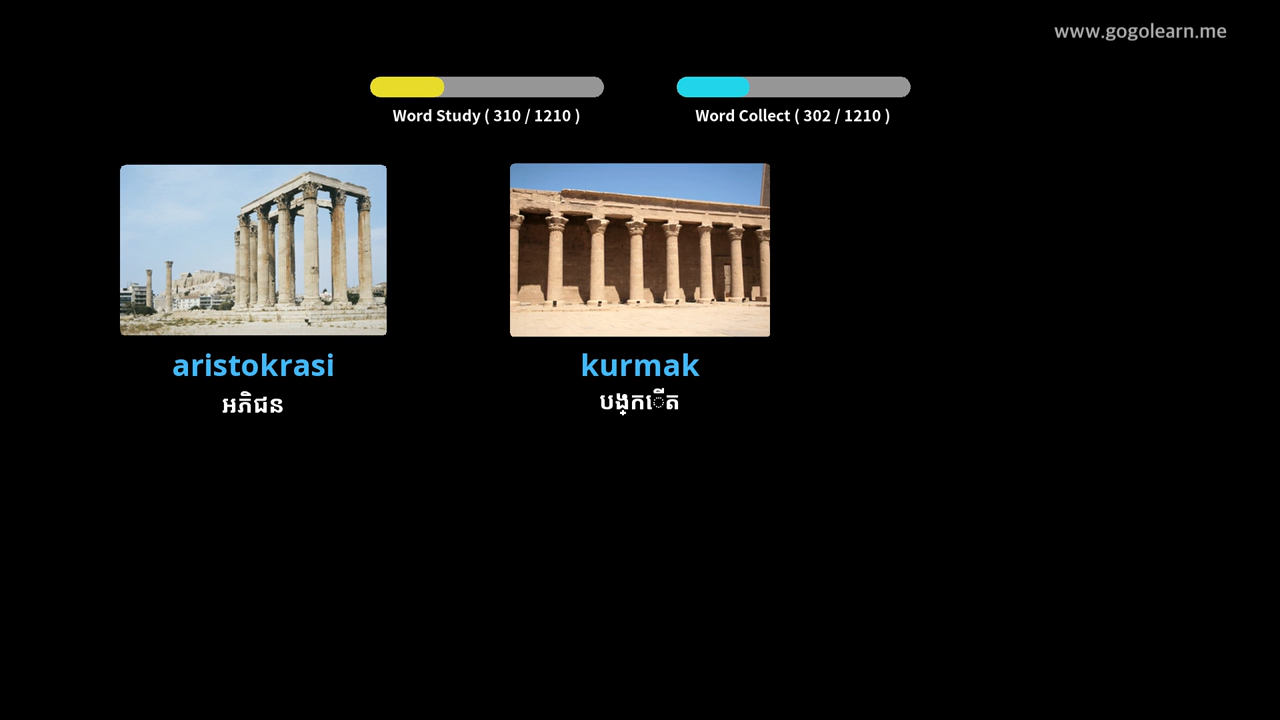 www.gogolearn.me
Word Study ( 310 / 1210 )
Word Collect ( 302 / 1210 )
aristokrasi
kurmak
អភិជន
បង្កើត